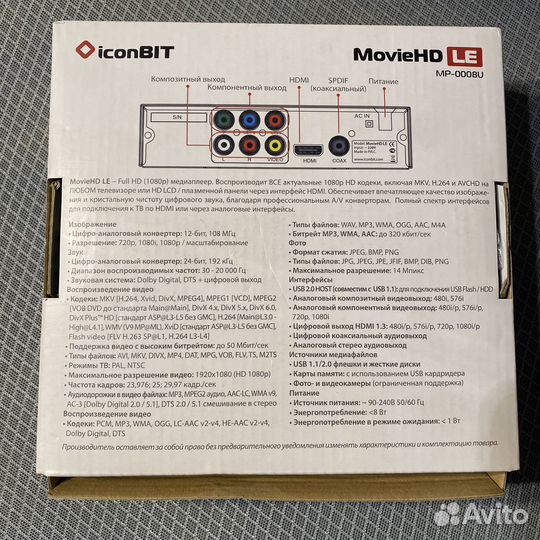 iconBIT
MovieHD LE
MP-0008U
Композитный выход
Компонентный выход
HDMI
SPDIF
(коаксиальный)
Питание
S/N:
AC IN
Model: MovieHD LE
Made in P.R.C.
www.iconbit.com
L
R
VIDEO
HDMI
COAX
MovieHD LE – Full HD (1080p) медиаплеер. Воспроизводит ВСЕ актуальные 1080p HD кодеки, включая MKV, H.264 и AVCHD на
ЛЮБОМ телевизоре или HD LCD / плазменной панели через интерфейс HDMI. Обеспечивает впечатляющее качество изображе-
ния и кристальную чистоту цифрового звука, благодаря профессиональным A/V конверторам. Полный спектр интерфейсов
для подключения к ТВ по HDMI или через аналоговые интерфейсы.
Изображение
• Цифро-аналоговый конвертер: 12-бит, 108 МГц
• Разрешение: 720p, 1080i, 1080p / масштабирование
Звук
• Цифро-аналоговый конвертер: 24-бит, 192 кГц
• Диапазон воспроизводимых частот: 30 - 20 000 Гц
• Звуковая система: Dolby Digital, DTS + цифровой выход
Воспроизведение видео
• Кодеки: MKV [H.264, Xvid, DivX, MPEG4], MPEG1 [VCD], MPEG2
[VOB DVD до стандарта Main@Main], DivX 4.x, DivX 5.x, DivX 6.0,
DivX Plus™ HD [стандарт ASP@L3-L5 без GMC], H.264 [Main@L3.0 -
High@L4.1], WMV (V9 MP@ML), XviD [стандарт ASP@L3-L5 без GMC],
Flash video [FLV H.263 SP@L1, H.264 L3-L4]
• Поддержка видео с высоким битрейтом: до 50 Мбит/сек
• Типы файлов: AVI, MKV, DIVX, MP4, DAT, MPG, VOB, FLV, TS, M2TS
• Режимы ТВ: PAL, NTSC
• Максимальное разрешение видео: 1920x1080 (HD 1080p)
• Частота кадров: 23,976; 25; 29,97 кадр./сек
• Аудиодорожки в видео файлах: MP3, MPEG2 аудио, AAC-LC, WMA v9,
AC-3 [Dolby Digital 2.0 / 5.1], DTS 2.0 / 5.1 смешивание в стерео
Воспроизведение видео
• Кодеки: PCM, MP3, WMA, OGG, LC-AAC v2-v4, HE-AAC v2-v4,
Dolby Digital, DTS
• Типы файлов: WAV, MP3, WMA, OGG, AAC, M4A
• Битрейт MP3, WMA, AAC: до 320 кбит/сек
Фото
• Формат сжатия: JPEG, BMP, PNG
• Типы файлов: JPG, JPEG, JPE, JFIF, BMP, DIB, PNG
• Максимальное разрешение: 14 Мпикс
Интерфейсы
• USB 2.0 HOST (совместим с USB 1.1): для подключения USB Flash / HDD
• Аналоговый композитный видеовыход: 480i, 576i
• Аналоговый компонентный видеовыход: 480i/p, 576i/p,
720p, 1080i
• Цифровой выход HDMI 1.3: 480i/p, 576i/p, 720p, 1080i/p
• Цифровой коаксиальный аудиовыход
• Аналоговый стерео аудиовыход
Источники медиафайлов
• USB 1.1/2.0 флешки и жесткие диски
• Карты памяти: с использованием USB кардридера
• Фото- и видеокамеры (ограниченная поддержка)
Питание
• Источник питания: ~ 90-240В 50/60 Гц
• Энергопотребление: <8 Вт
• Энергопотребление в режиме ожидания: < 1 Вт
Производитель оставляет за собой право без предварительного уведомления изменять характеристики и комплектацию товара.
Avito